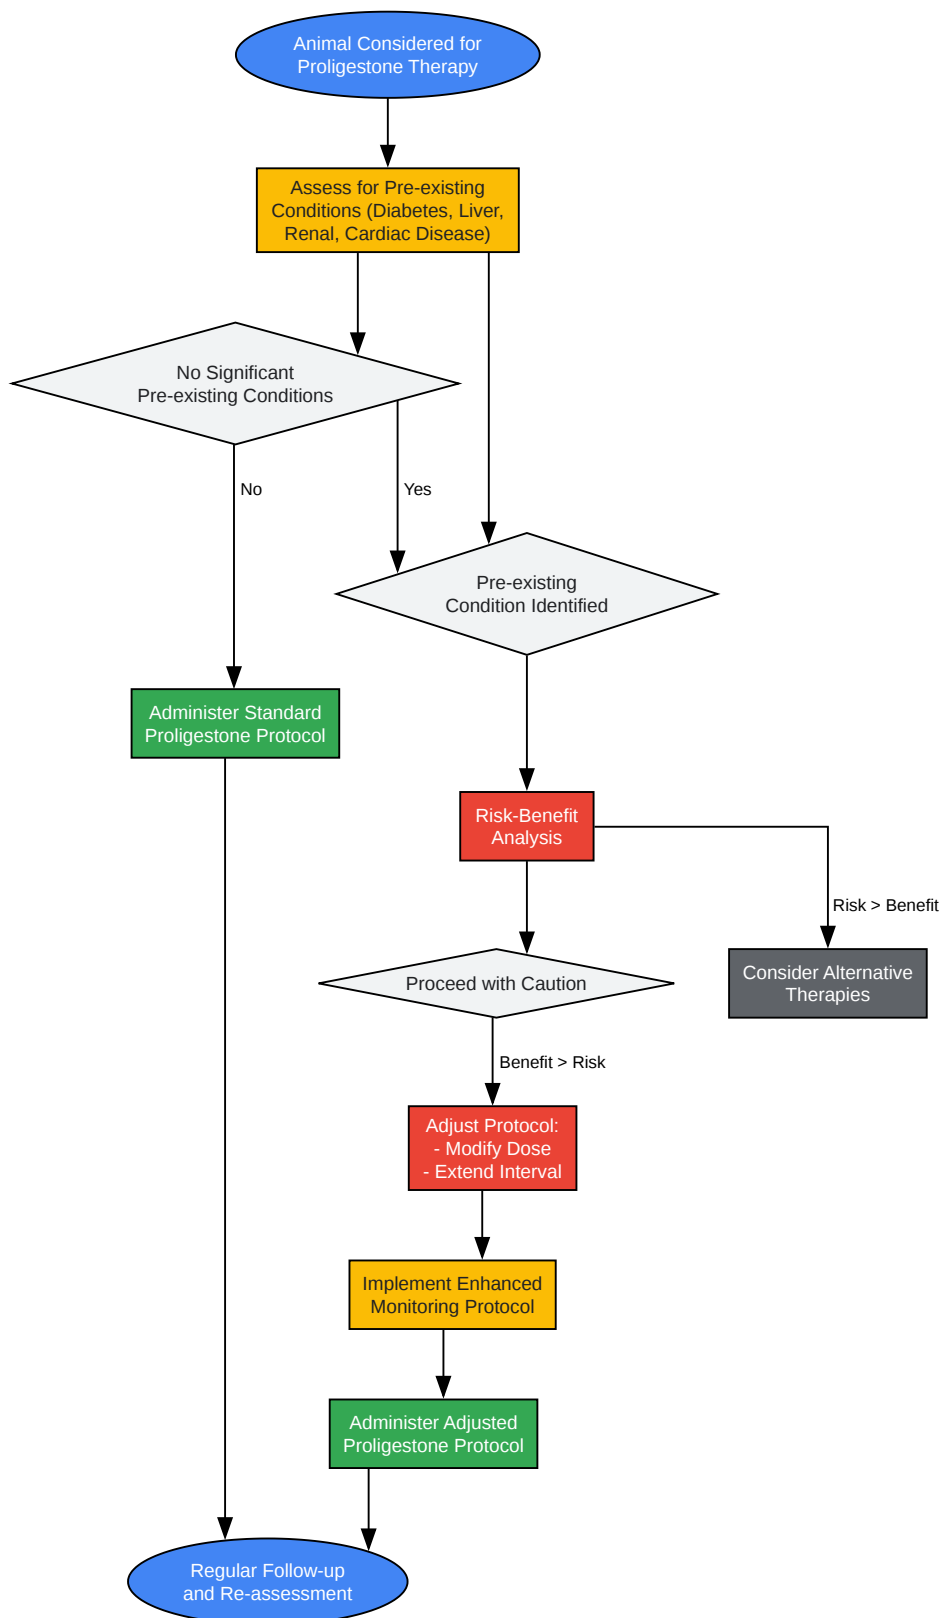 Animal Considered for
Proligestone Therapy
Assess for Pre-existing
Conditions (Diabetes, Liver,
Renal, Cardiac Disease)
No Significant
Pre-existing Conditions
No
Yes
Pre-existing
Condition Identified
Administer Standard
Proligestone Protocol
Risk-Benefit
Analysis
Risk > Benefit
Proceed with Caution
Consider Alternative
Therapies
Benefit > Risk
Adjust Protocol:
- Modify Dose
- Extend Interval
Implement Enhanced
Monitoring Protocol
Administer Adjusted
Proligestone Protocol
Regular Follow-up
and Re-assessment